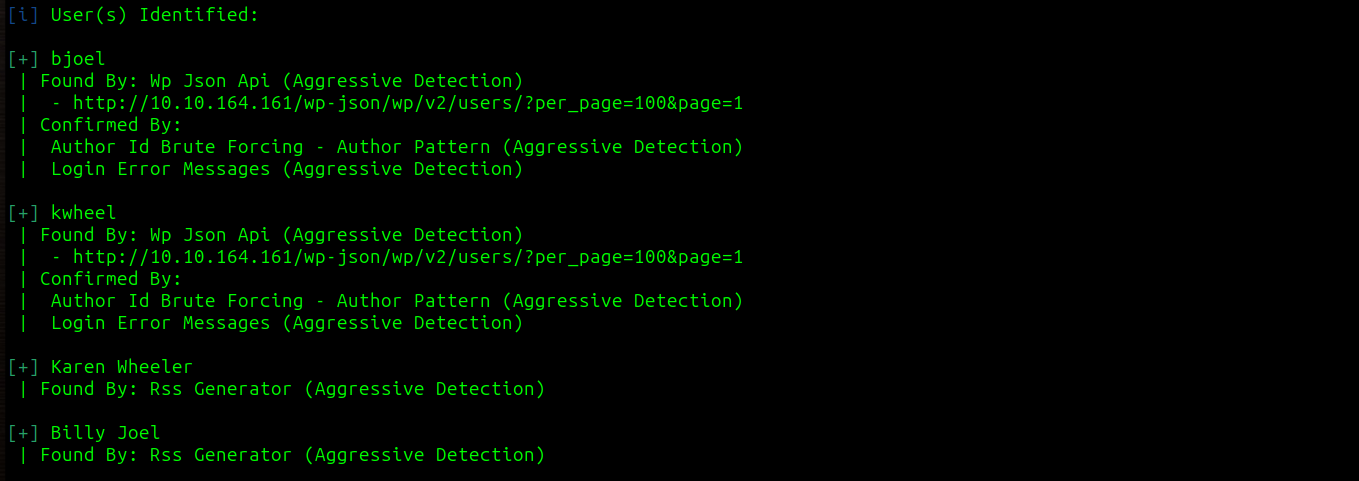 [i] User(s) Identified:
[+] bjoel
| Found By: Wp Json Api (Aggressive Detection)
|  - http://10.10.164.161/wp-json/wp/v2/users/?per_page=100&page=1
| Confirmed By:
|  Author Id Brute Forcing - Author Pattern (Aggressive Detection)
|  Login Error Messages (Aggressive Detection)
[+] kwheel
| Found By: Wp Json Api (Aggressive Detection)
|  - http://10.10.164.161/wp-json/wp/v2/users/?per_page=100&page=1
| Confirmed By:
|  Author Id Brute Forcing - Author Pattern (Aggressive Detection)
|  Login Error Messages (Aggressive Detection)
[+] Karen Wheeler
| Found By: Rss Generator (Aggressive Detection)
[+] Billy Joel
| Found By: Rss Generator (Aggressive Detection)